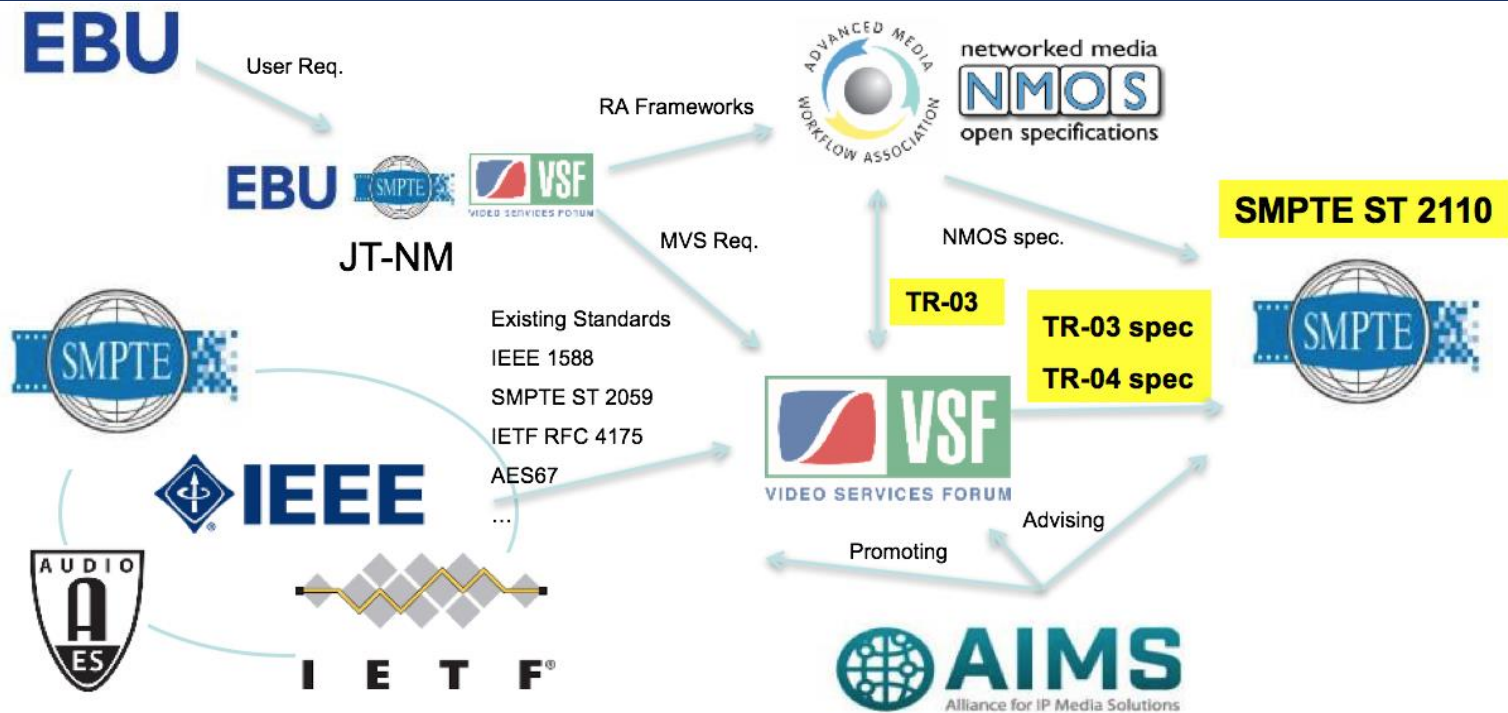 EBU
User Req.
ADVANCED MEDIA
WORKFLOW ASSOCIATION
networked media
NMOS
open specifications
RA Frameworks
EBU
SMPTE
VSF
VIDEO SERVICES FORUM
JT-NM
MVS Req.
NMOS spec.
SMPTE ST 2110
SMPTE
TR-03
TR-03 spec
TR-04 spec
SMPTE
Existing Standards
IEEE 1588
SMPTE ST 2059
IETF RFC 4175
AES67
...
VSF
VIDEO SERVICES FORUM
IEEE®
Advising
Promoting
AUDIO
A
ES
IETF®
AIMS
Alliance for IP Media Solutions